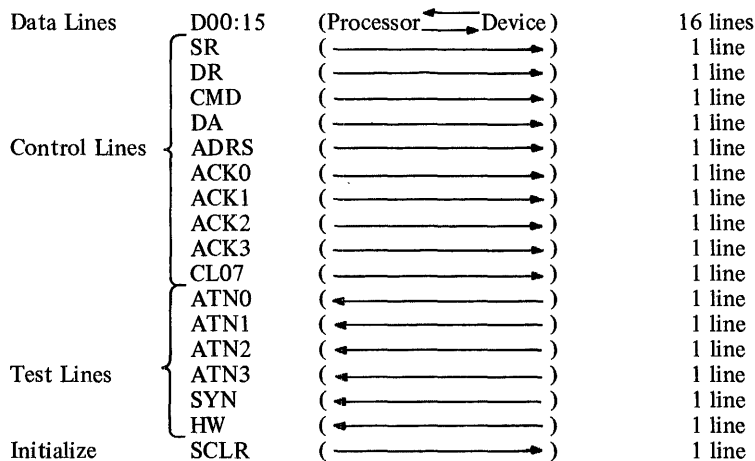 Data Lines D00:15 (Processor Device) 16 lines
SR ( ) 1 line
DR ( ) 1 line
CMD ( ) 1 line
DA ( ) 1 line
Control Lines ADRS ( ) 1 line
ACK0 ( ) 1 line
ACK1 ( ) 1 line
ACK2 ( ) 1 line
ACK3 ( ) 1 line
CL07 ( ) 1 line
ATN0 ( ) 1 line
ATN1 ( ) 1 line
ATN2 ( ) 1 line
Test Lines ATN3 ( ) 1 line
SYN ( ) 1 line
HW ( ) 1 line
Initialize SCLR ( ) 1 line